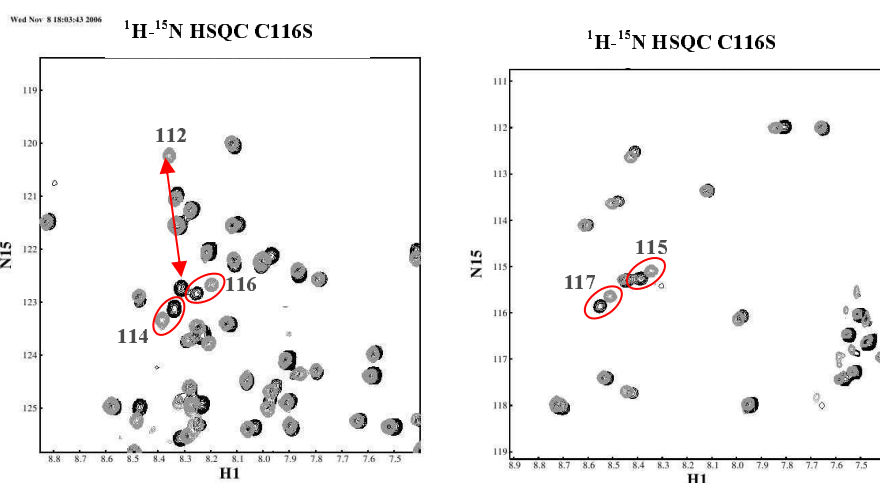 Wed Nov 8 18:03:43 2006
¹H-¹⁵N HSQC C116S
119
120
121
122
123
124
125
N15
112
116
114
8.8 8.7 8.6 8.5 8.4 8.3 8.2 8.1 8.0 7.9 7.8 7.7 7.6 7.5
H1
¹H-¹⁵N HSQC C116S
112
113
114
115
116
117
118
119
N15
115
117
8.9 8.8 8.7 8.6 8.5 8.4 8.3 8.2 8.1 8.0 7.9 7.8 7.7 7.6 7.5
H1